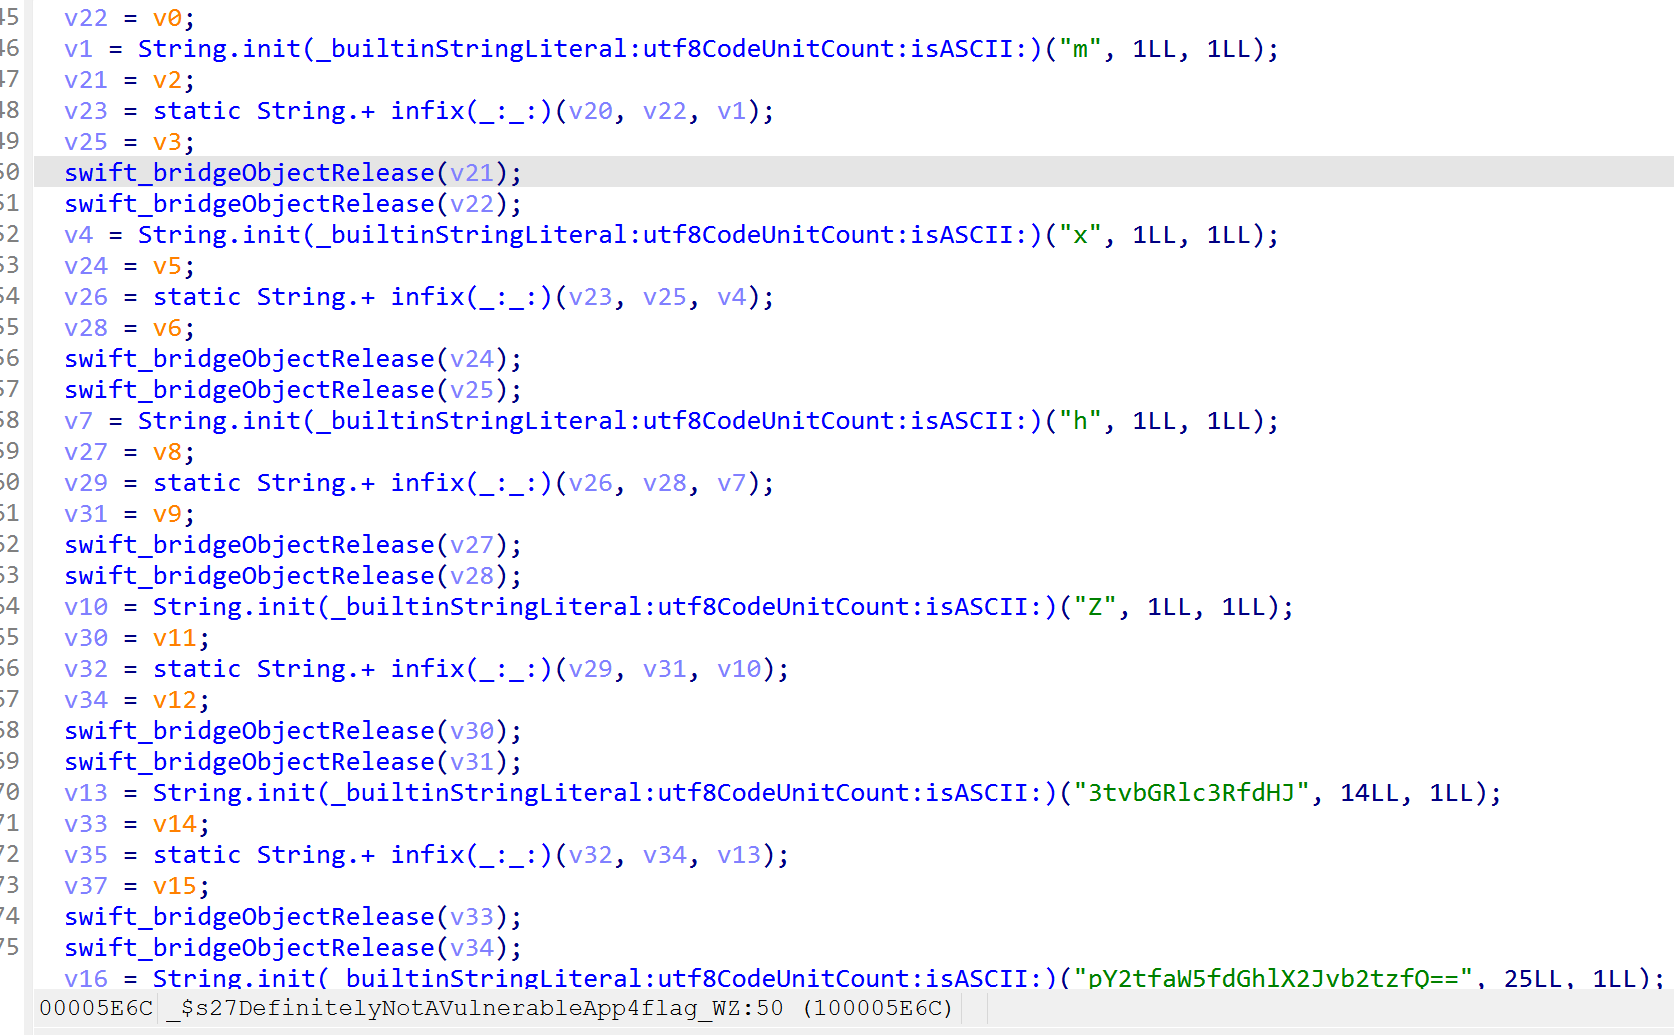 45 v22 = v0;
46 v1 = String.init(_builtinStringLiteral:utf8CodeUnitCount:isASCII:)("m", 1LL, 1LL);
47 v21 = v2;
48 v23 = static String.+ infix(_:_:)(v20, v22, v1);
49 v25 = v3;
50 swift_bridgeObjectRelease(v21);
51 swift_bridgeObjectRelease(v22);
52 v4 = String.init(_builtinStringLiteral:utf8CodeUnitCount:isASCII:)("x", 1LL, 1LL);
53 v24 = v5;
54 v26 = static String.+ infix(_:_:)(v23, v25, v4);
55 v28 = v6;
56 swift_bridgeObjectRelease(v24);
57 swift_bridgeObjectRelease(v25);
58 v7 = String.init(_builtinStringLiteral:utf8CodeUnitCount:isASCII:)("h", 1LL, 1LL);
59 v27 = v8;
60 v29 = static String.+ infix(_:_:)(v26, v28, v7);
61 v31 = v9;
62 swift_bridgeObjectRelease(v27);
63 swift_bridgeObjectRelease(v28);
64 v10 = String.init(_builtinStringLiteral:utf8CodeUnitCount:isASCII:)("Z", 1LL, 1LL);
65 v30 = v11;
66 v32 = static String.+ infix(_:_:)(v29, v31, v10);
67 v34 = v12;
68 swift_bridgeObjectRelease(v30);
69 swift_bridgeObjectRelease(v31);
70 v13 = String.init(_builtinStringLiteral:utf8CodeUnitCount:isASCII:)("3tvbGRlc3RfdHJ", 14LL, 1LL);
71 v33 = v14;
72 v35 = static String.+ infix(_:_:)(v32, v34, v13);
73 v37 = v15;
74 swift_bridgeObjectRelease(v33);
75 swift_bridgeObjectRelease(v34);
v16 = String.init(_builtinStringLiteral:utf8CodeUnitCount:isASCII:)("pY2tfaW5fdGhlX2Jvb2tzfQ==", 25LL, 1LL);
00005E6C _$s27DefinitelyNotAVulnerableApp4flag_WZ:50 (100005E6C)